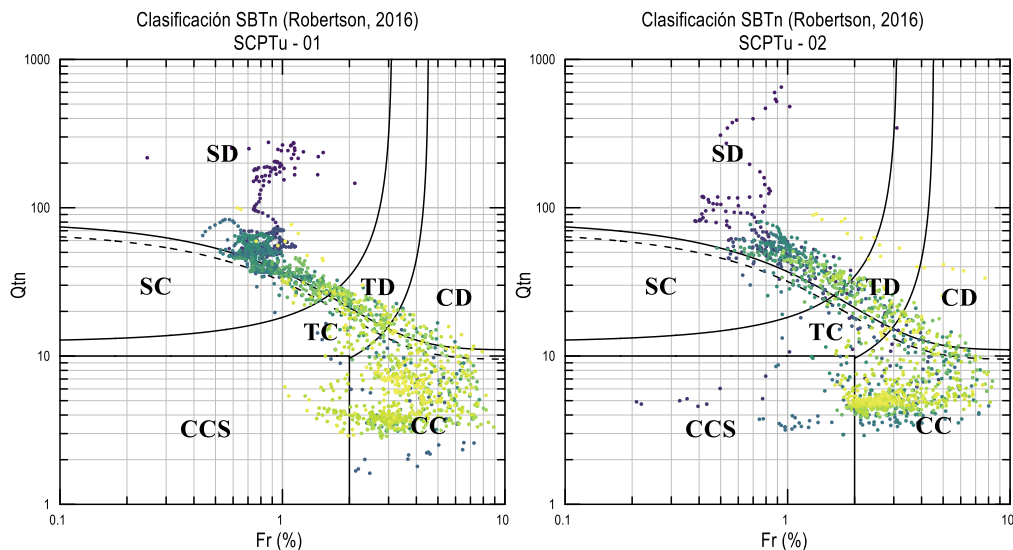 Clasificación SBTn (Robertson, 2016)
SCPTu - 01
1000
100
10
1
Qtn
SD
SC
TD
CD
TC
CCS
CC
0.1
1
10
Fr (%)
Clasificación SBTn (Robertson, 2016)
SCPTu - 02
1000
100
10
1
Qtn
SD
SC
TD
CD
TC
CCS
CC
0.1
1
10
Fr (%)